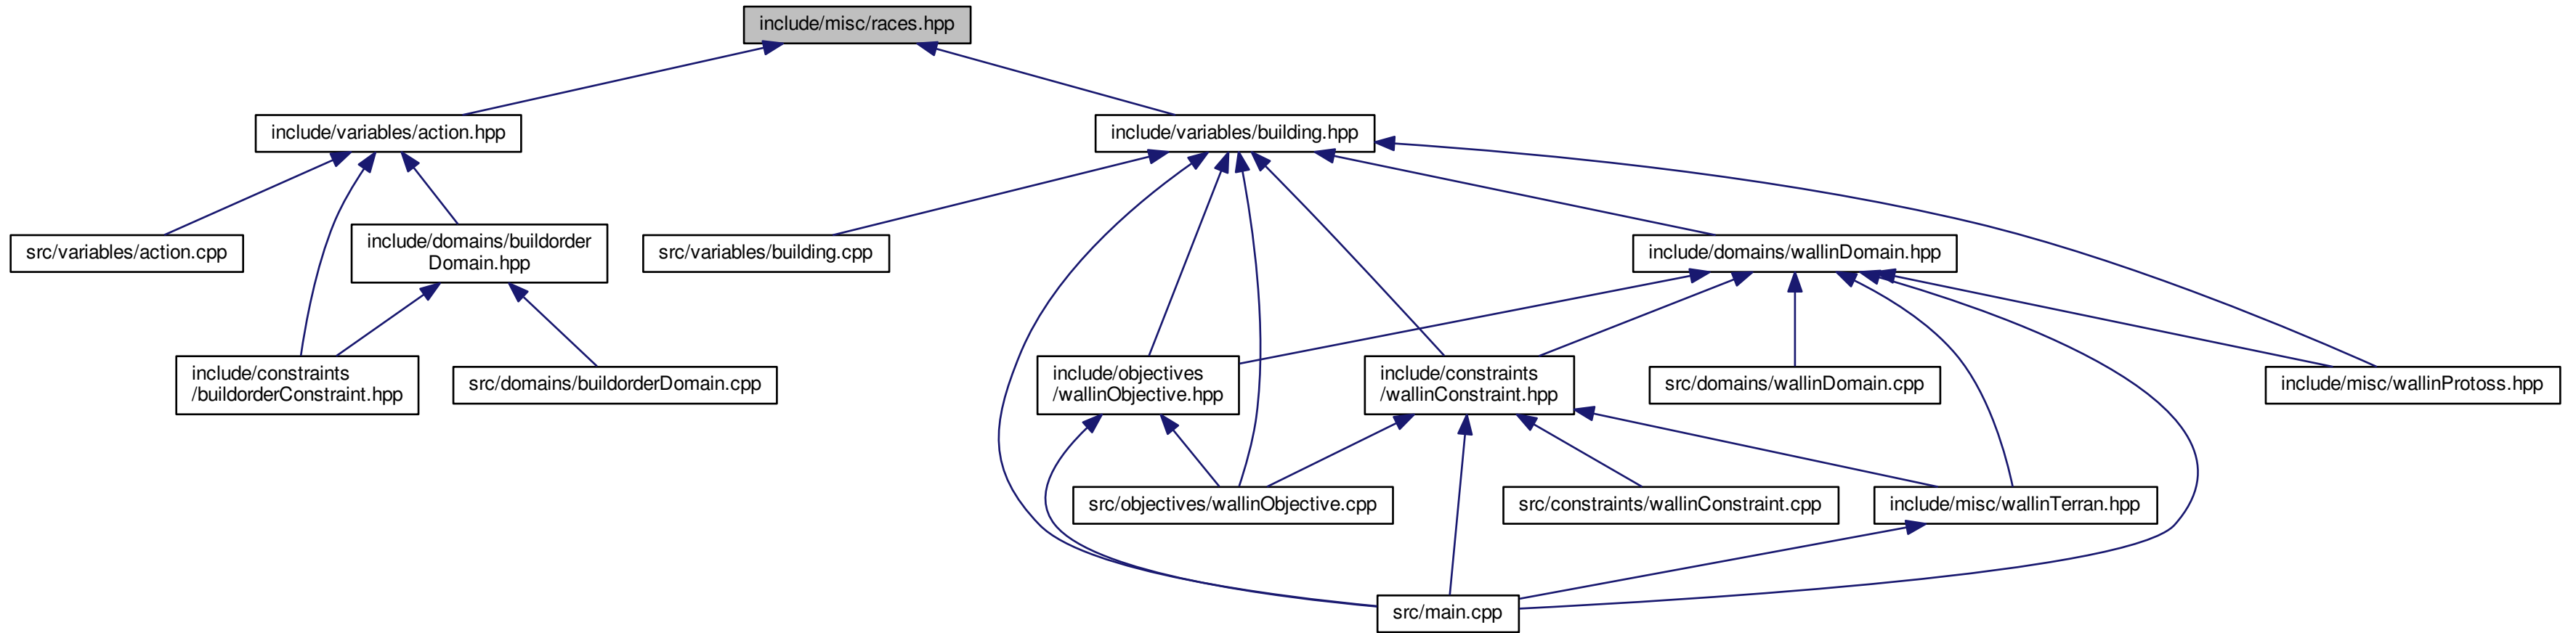 include/misc/races.hpp
include/variables/action.hpp
include/variables/building.hpp
src/variables/action.cpp
include/domains/buildorder
Domain.hpp
src/variables/building.cpp
include/domains/wallinDomain.hpp
include/constraints
/buildorderConstraint.hpp
src/domains/buildorderDomain.cpp
include/objectives
/wallinObjective.hpp
include/constraints
/wallinConstraint.hpp
src/domains/wallinDomain.cpp
include/misc/wallinProtoss.hpp
src/objectives/wallinObjective.cpp
src/constraints/wallinConstraint.cpp
include/misc/wallinTerran.hpp
src/main.cpp